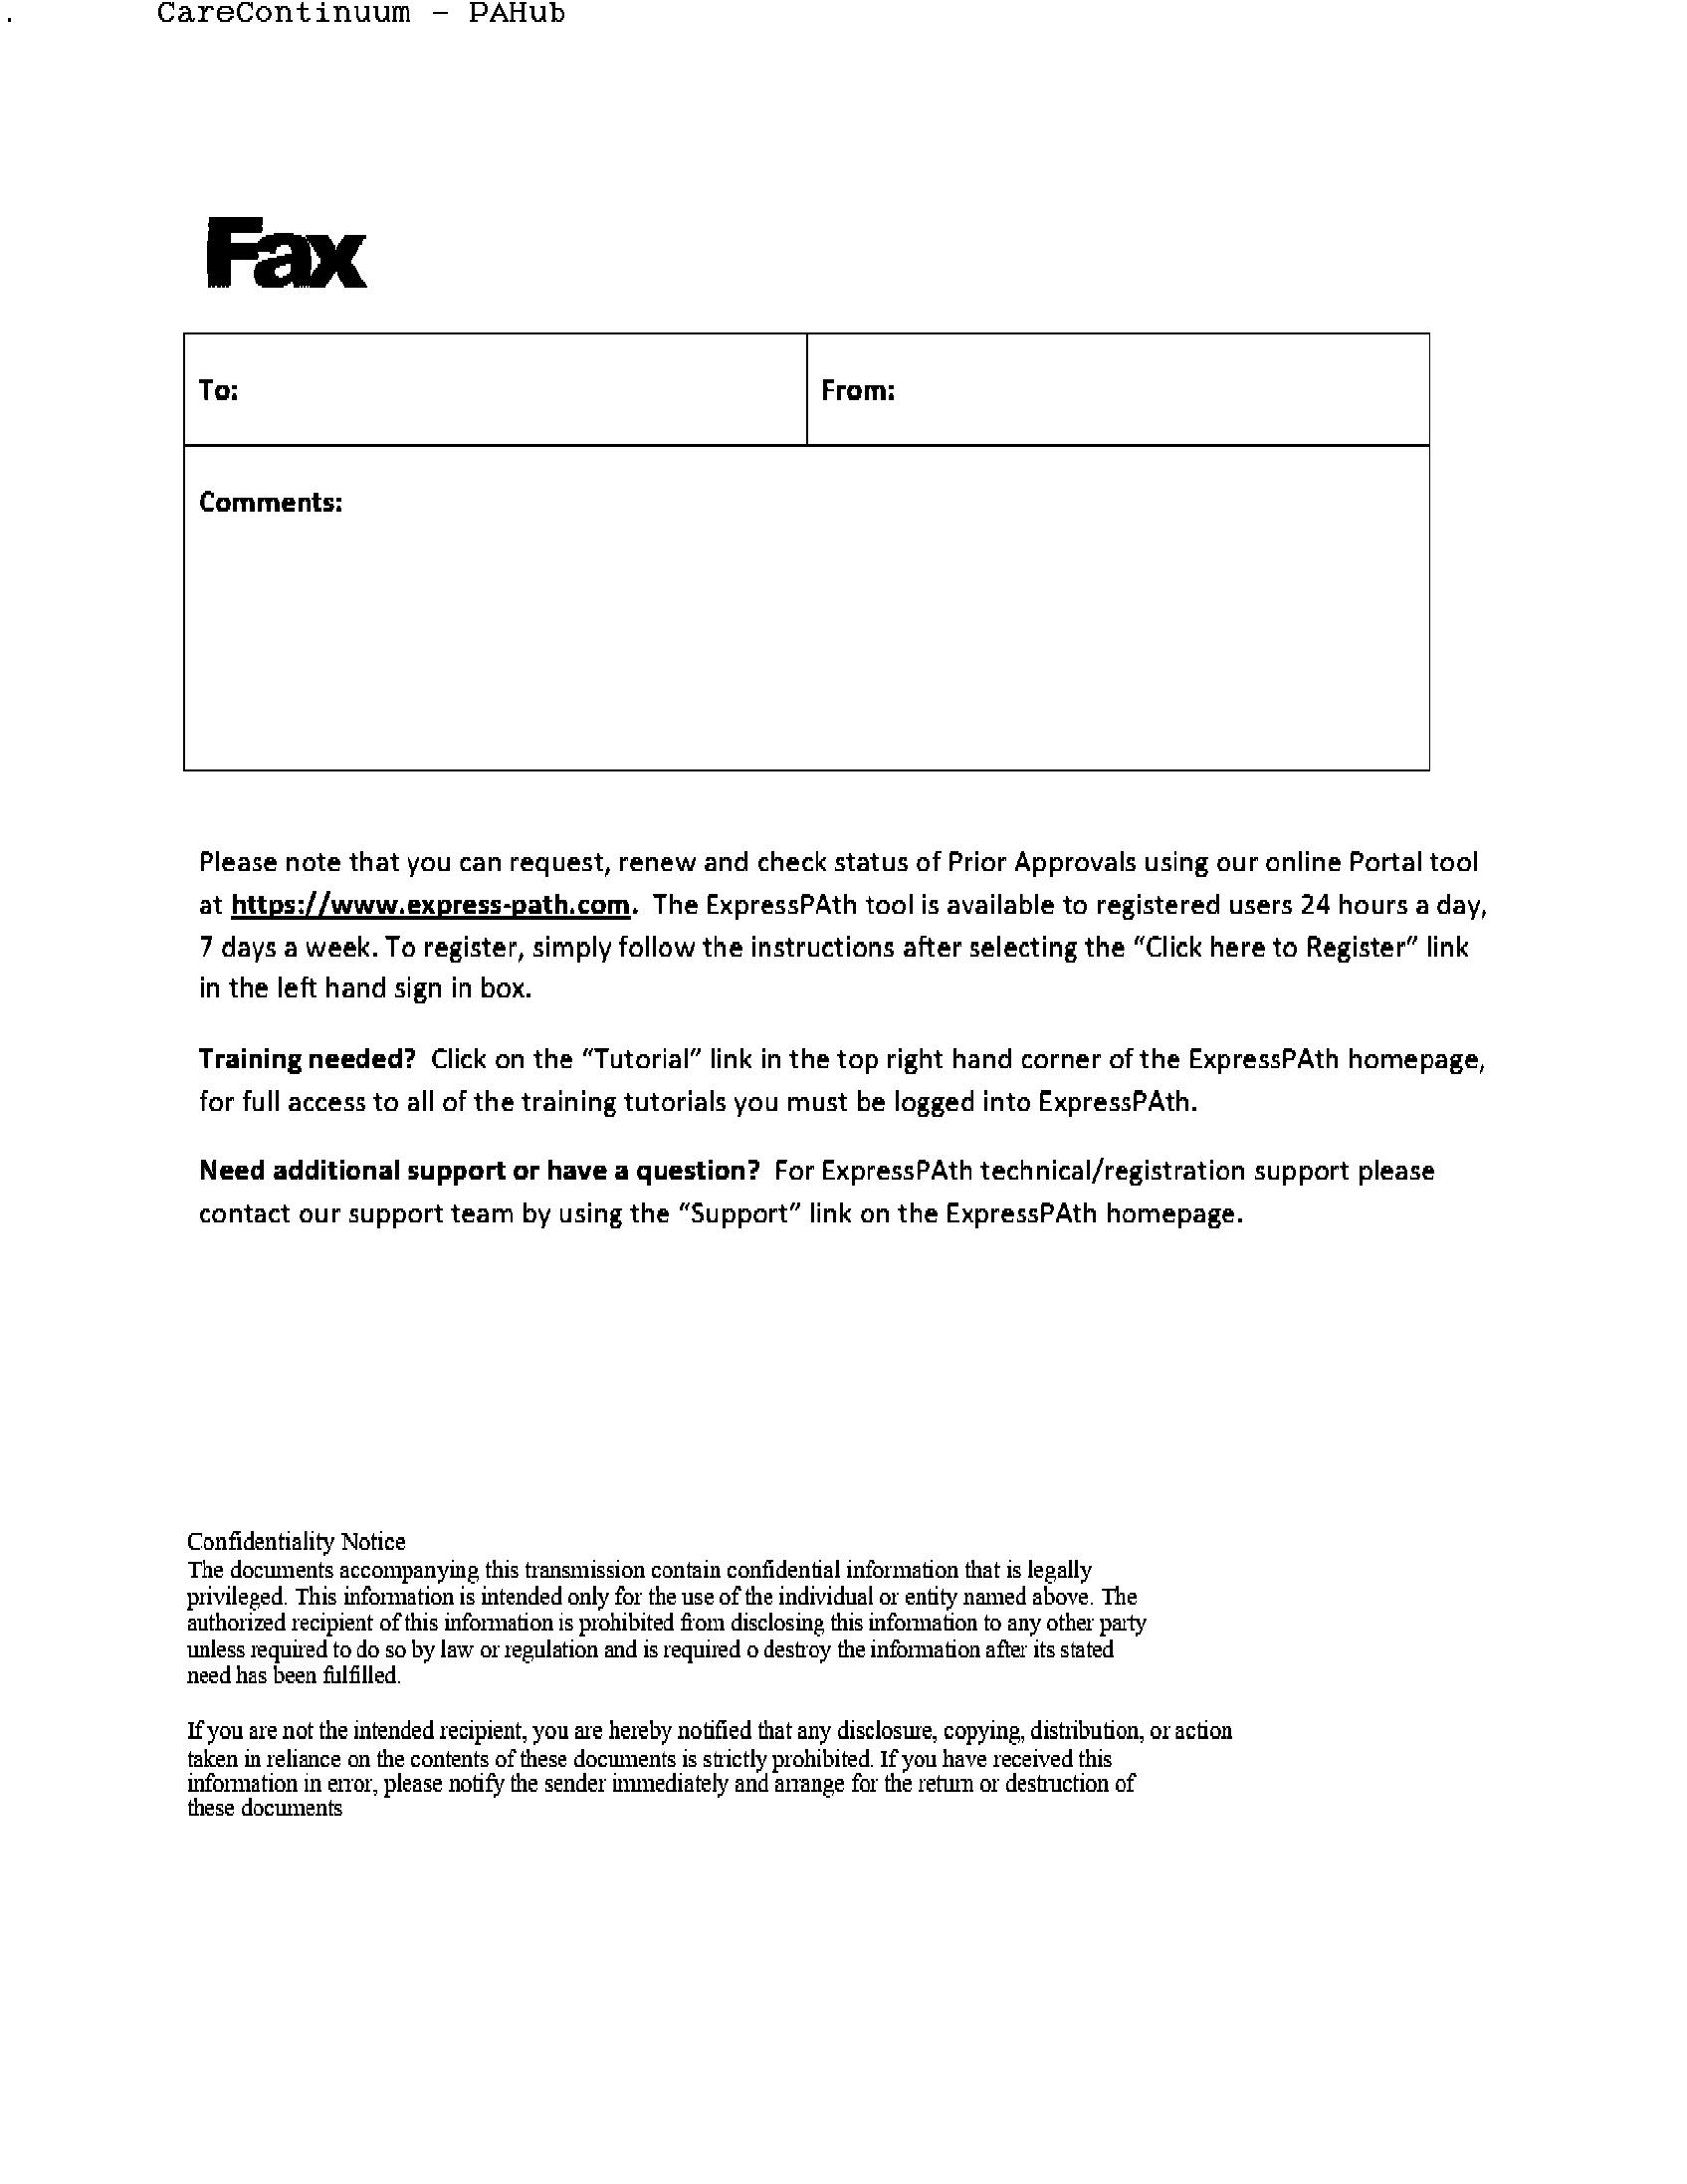 . CareContinuum - PAHub
Fax
To: From:
Comments:
Please note that you can request, renew and check status of Prior Approvals using our online Portal tool
at https://www.express-path.com. The ExpressPAth tool is available to registered users 24 hours a day,
7 days a week. To register, simply follow the instructions after selecting the “Click here to Register” link
in the left hand sign in box.
Training needed? Click on the “Tutorial” link in the top right hand corner of the ExpressPAth homepage,
for full access to all of the training tutorials you must be logged into ExpressPAth.
Need additional support or have a question? For ExpressPAth technical/registration support please
contact our support team by using the “Support” link on the ExpressPAth homepage.
Confidentiality Notice
The documents accompanying this transmission contain confidential information that is legally
privileged. This information is intended only for the use of the individual or entity named above. The
authorized recipient of this information is prohibited from disclosing this information to any other party
unless required to do so by law or regulation and is required o destroy the information after its stated
need has been fulfilled.
If you are not the intended recipient, you are hereby notified that any disclosure, copying, distribution, or action
taken in reliance on the contents of these documents is strictly prohibited. If you have received this
information in error, please notify the sender immediately and arrange for the return or destruction of
these documents